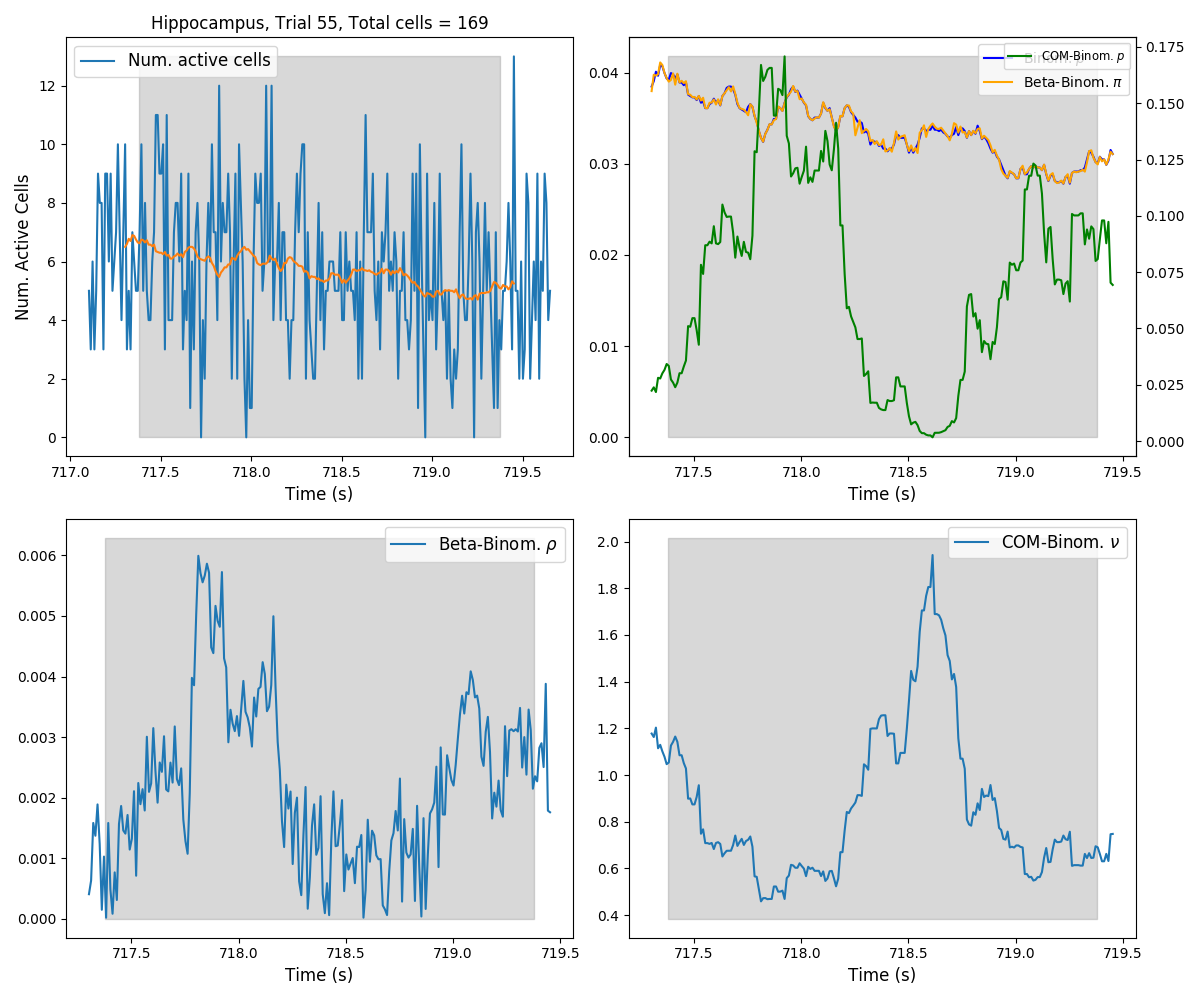 Hippocampus, Trial 55, Total cells = 169
Num. active cells
Num. Active Cells
12
10
8
6
4
2
0
717.0 717.5 718.0 718.5 719.0 719.5
Time (s)
COM-Binom. p
Beta-Binom. π
0.04
0.03
0.02
0.01
0.00
0.175
0.150
0.125
0.100
0.075
0.050
0.025
0.000
717.5 718.0 718.5 719.0 719.5
Time (s)
Beta-Binom. ρ
0.006
0.005
0.004
0.003
0.002
0.001
0.000
717.5 718.0 718.5 719.0 719.5
Time (s)
COM-Binom. ν
2.0
1.8
1.6
1.4
1.2
1.0
0.8
0.6
0.4
717.5 718.0 718.5 719.0 719.5
Time (s)